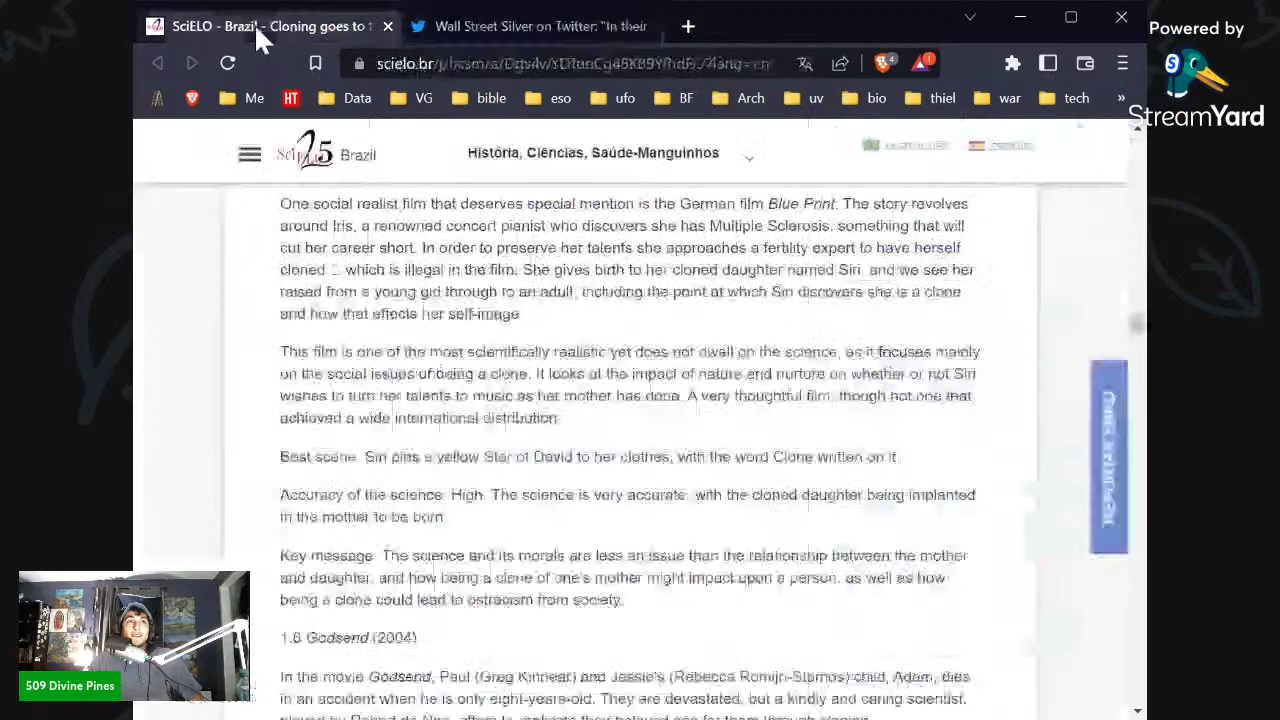 SciELO - Brazil - Cloning goes to t
Wall Street Silver on Twitter: "In their
Powered by
StreamYard
scielo.br
4
1
Me
HT
Data
VG
bible
eso
ufo
BF
Arch
uv
bio
thiel
war
tech
»
SciELO 25 Brazil
História, Ciências, Saúde-Manguinhos
One social realist film that deserves special mention is the German film Blue Print. The story revolves
around Iris, a renowned concert pianist who discovers she has Multiple Sclerosis, something that will
cut her career short. In order to preserve her talents she approaches a fertility expert to have herself
cloned which is illegal in the film. She gives birth to her cloned daughter named Siri, and we see her
raised from a young girl through to an adult, including the point at which Siri discovers she is a clone
and how that affects her self-image
This film is one of the most scientifically realistic yet does not dwell on the science, as it focuses mainly
on the social issues of being a clone. It looks at the impact of nature and nurture on whether or not Siri
wishes to turn her talents to music as her mother has done. A very thoughtful film, though not one that
achieved a wide international distribution
Best scene: Siri pins a yellow Star of David to her clothes, with the word Clone written on it
Accuracy of the science: High. The science is very accurate, with the cloned daughter being implanted
in the mother to be born
Key message: The science and its morals are less an issue than the relationship between the mother
and daughter, and how being a clone of one's mother might impact upon a person, as well as how
being a clone could lead to ostracism from society.
1.6 Godsend (2004)
In the movie Godsend, Paul (Greg Kinnear) and Jessie's (Rebecca Romijn-Stamos) child, Adam, dies
in an accident when he is only eight-years-old. They are devastated, but a kindly and caring scientist,
509 Divine Pines